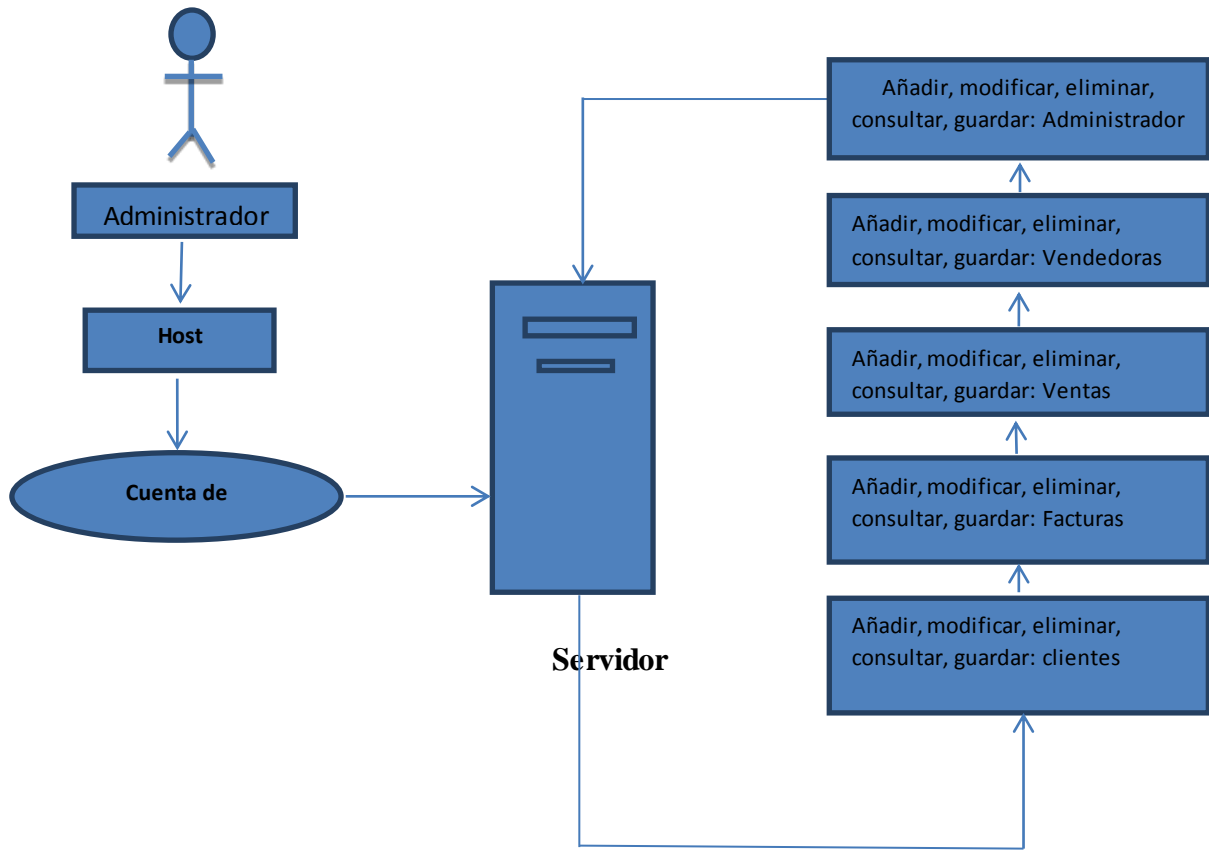 Administrador
Host
Cuenta de
Servidor
Añadir, modificar, eliminar,
consultar, guardar: Administrador
Añadir, modificar, eliminar,
consultar, guardar: Vendedoras
Añadir, modificar, eliminar,
consultar, guardar: Ventas
Añadir, modificar, eliminar,
consultar, guardar: Facturas
Añadir, modificar, eliminar,
consultar, guardar: clientes